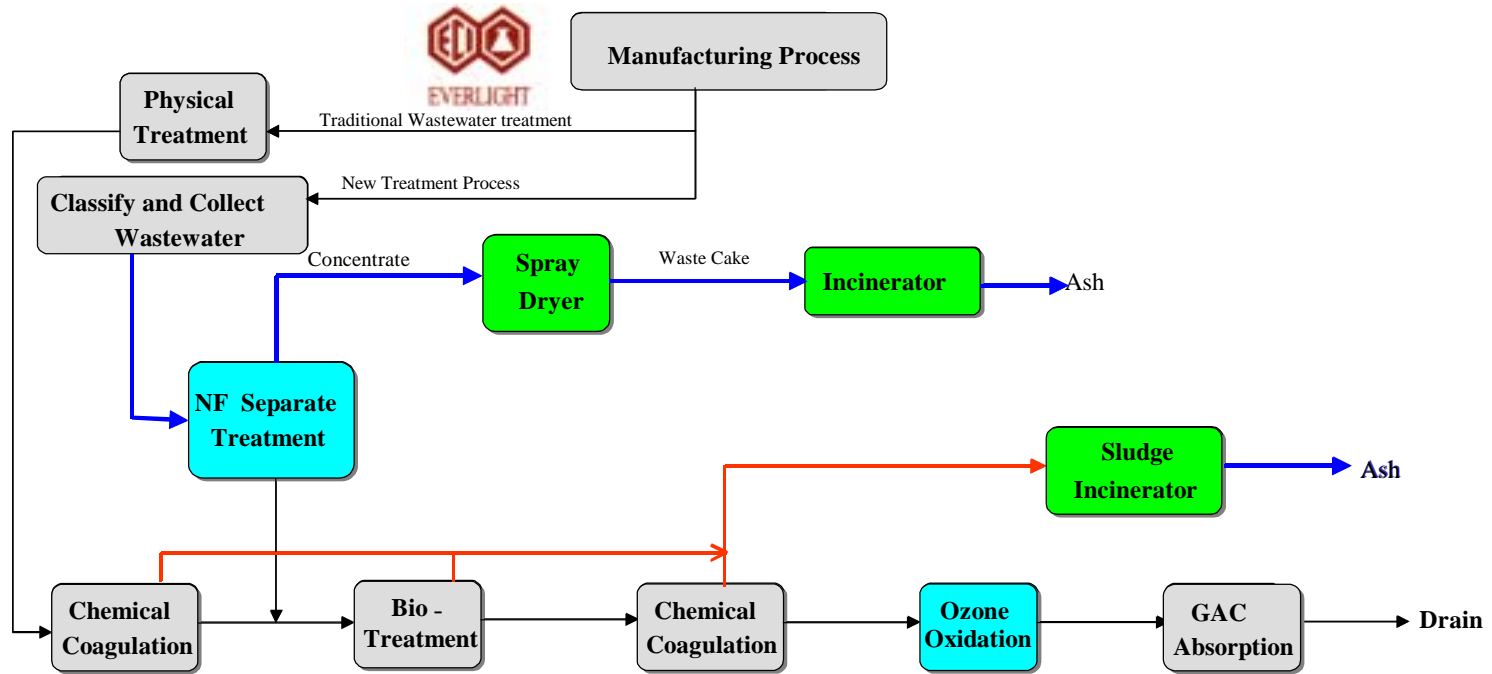 ECI
EVERLIGHT
Manufacturing Process
Physical
Treatment
Traditional Wastewater treatment
New Treatment Process
Classify and Collect
Wastewater
Concentrate
Spray
Dryer
Waste Cake
Incinerator
Ash
NF Separate
Treatment
Sludge
Incinerator
Ash
Chemical
Coagulation
Bio -
Treatment
Chemical
Coagulation
Ozone
Oxidation
GAC
Absorption
Drain